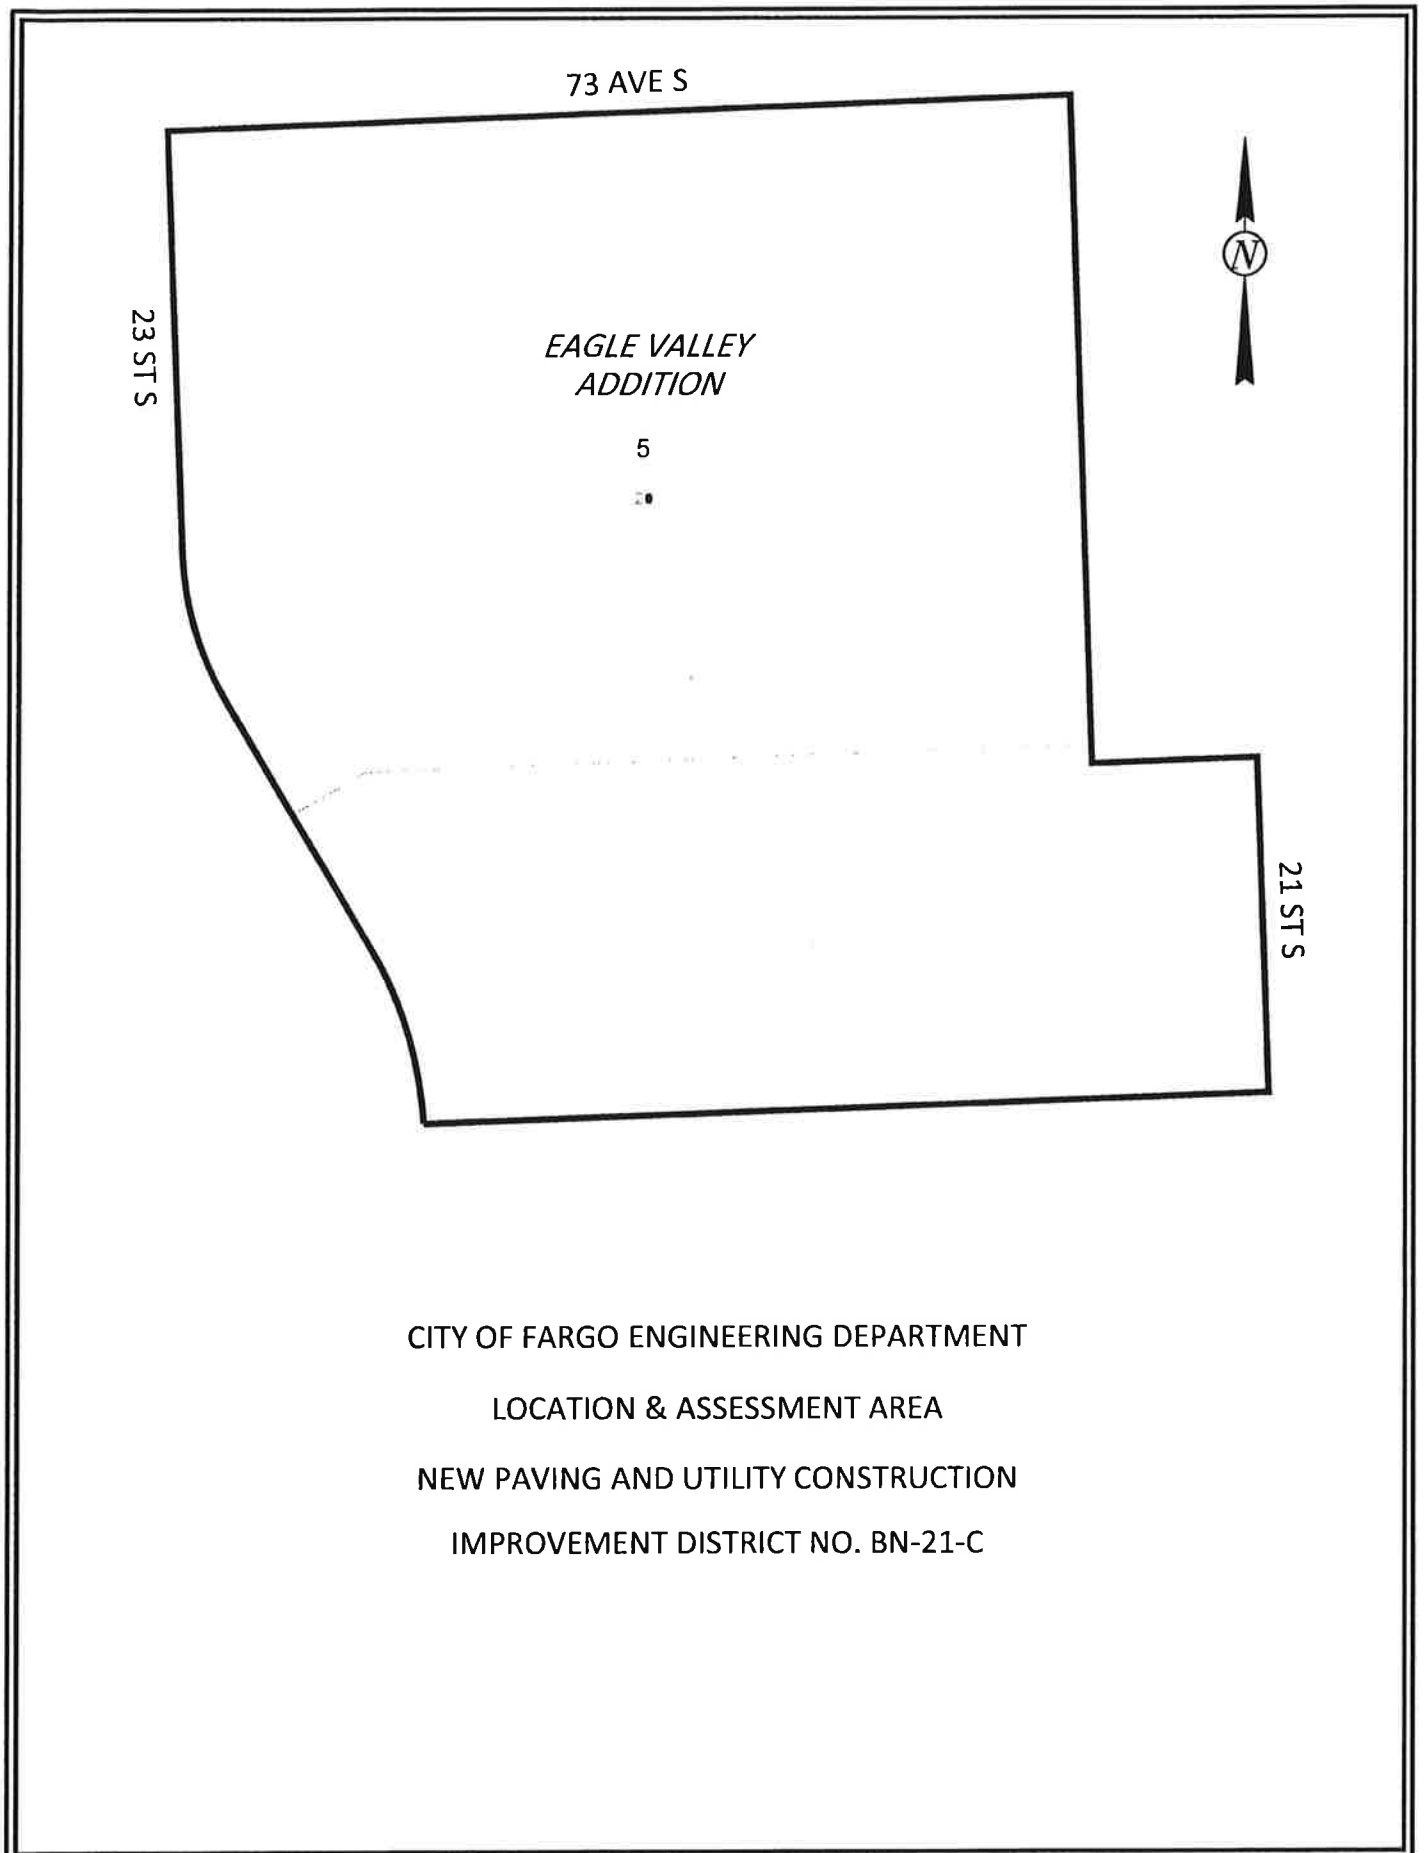 73 AVE S
N
23 ST S
EAGLE VALLEY
ADDITION
5
21 ST S
CITY OF FARGO ENGINEERING DEPARTMENT
LOCATION & ASSESSMENT AREA
NEW PAVING AND UTILITY CONSTRUCTION
IMPROVEMENT DISTRICT NO. BN-21-C